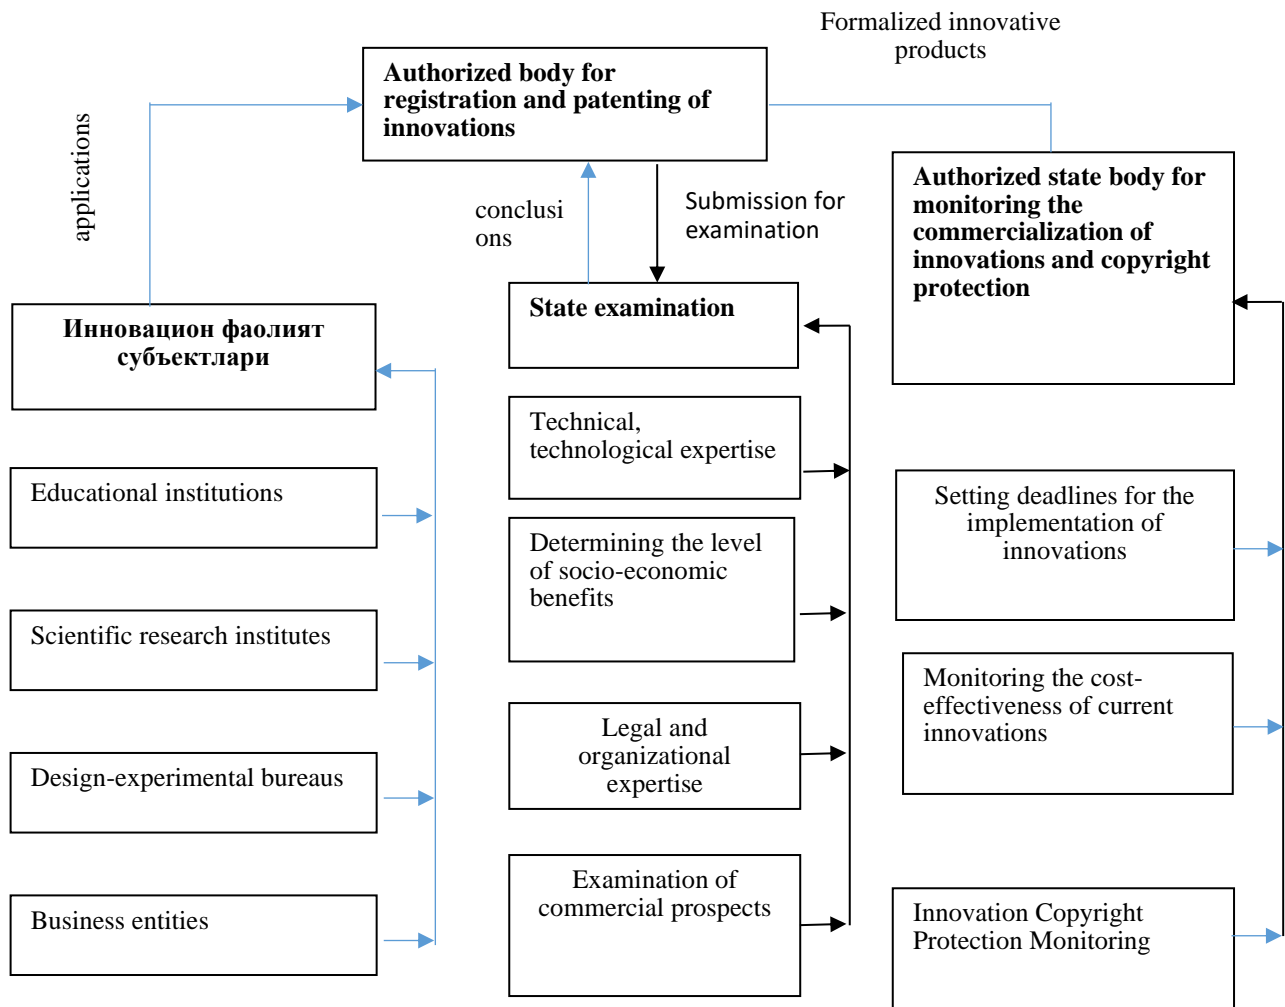 Formalized innovative
products
Authorized body for
registration and patenting of
innovations
applications
conclusi
ons
Submission for
examination
Authorized state body for
monitoring the
commercialization of
innovations and copyright
protection
Инновацион фаолият
субъектлари
State examination
Technical,
technological expertise
Educational institutions
Setting deadlines for the
implementation of
innovations
Determining the level
of socio-economic
benefits
Scientific research institutes
Monitoring the cost-
effectiveness of current
innovations
Legal and
organizational
expertise
Design-experimental bureaus
Examination of
commercial prospects
Business entities
Innovation Copyright
Protection Monitoring